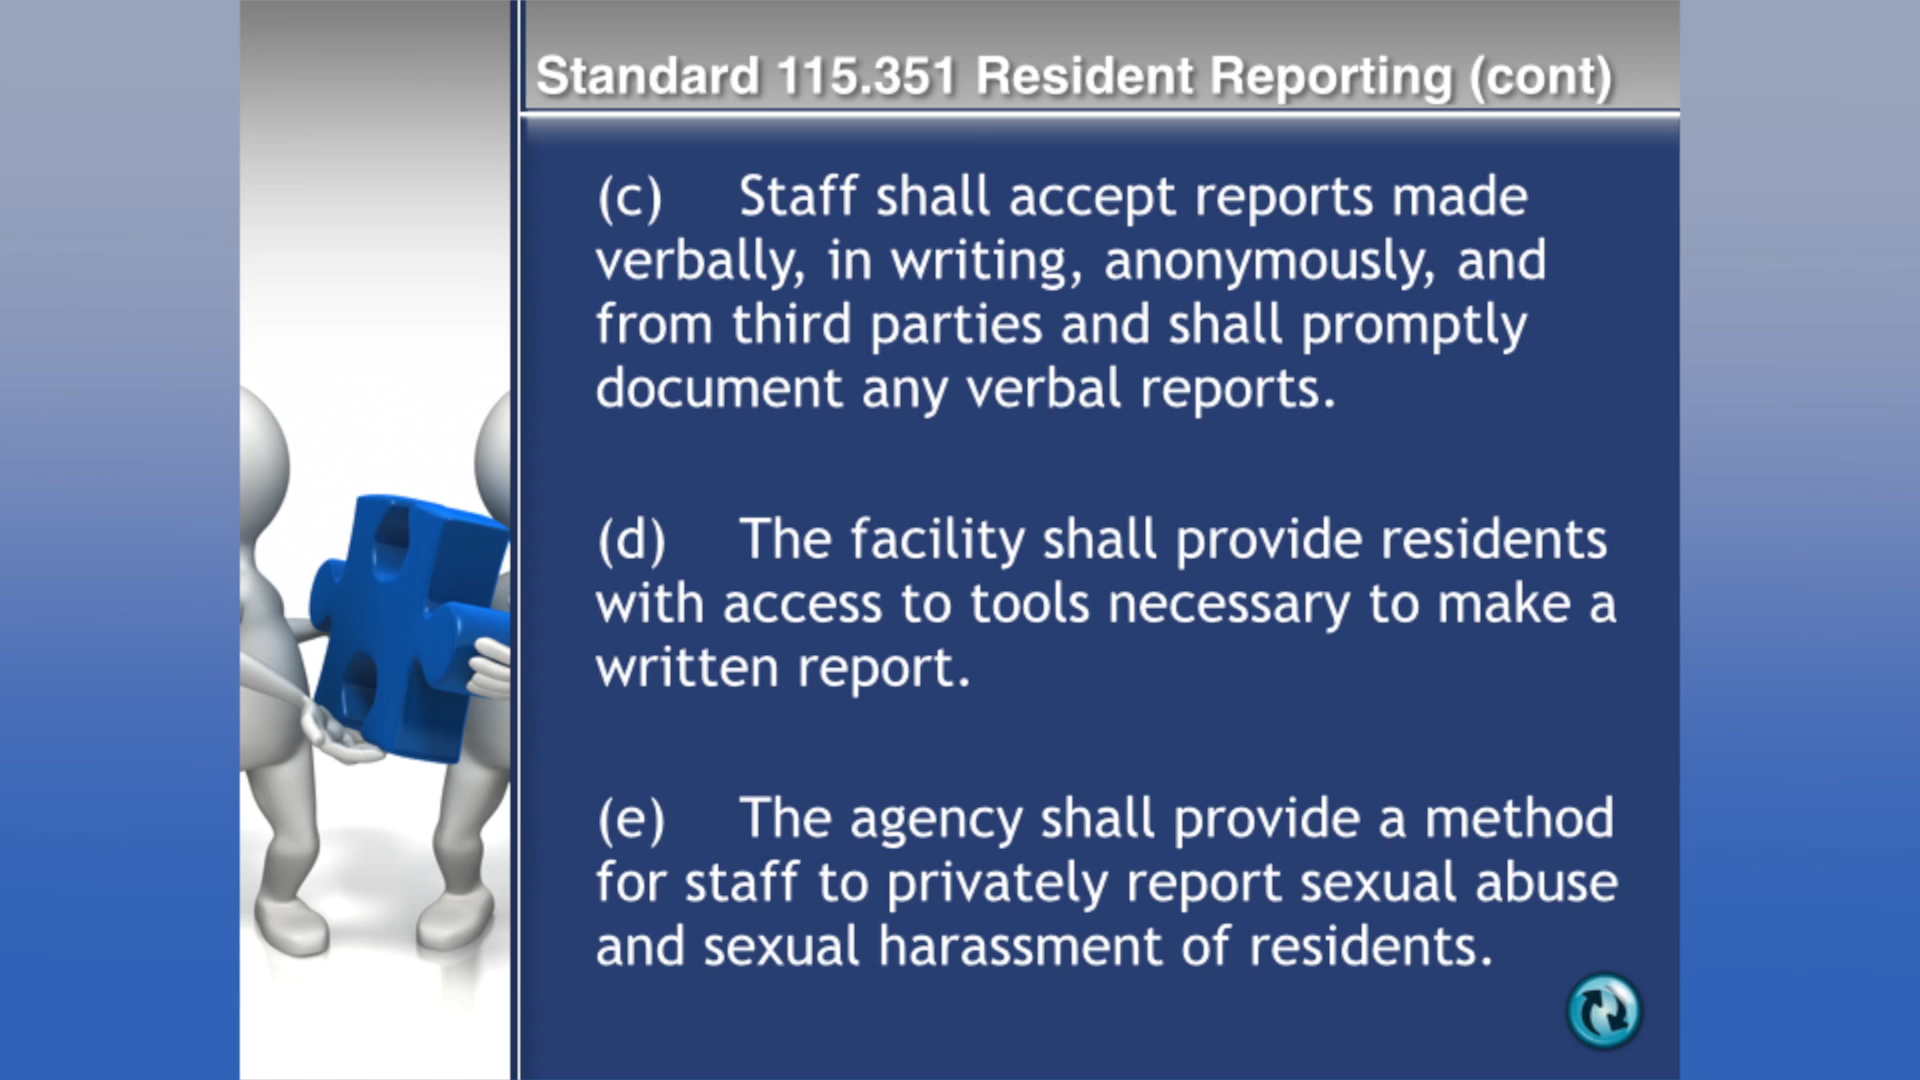 Standard 115.351 Resident Reporting (cont)
(c) Staff shall accept reports made
verbally, in writing, anonymously, and
from third parties and shall promptly
document any verbal reports.
(d) The facility shall provide residents
with access to tools necessary to make a
written report.
(e) The agency shall provide a method
for staff to privately report sexual abuse
and sexual harassment of residents.